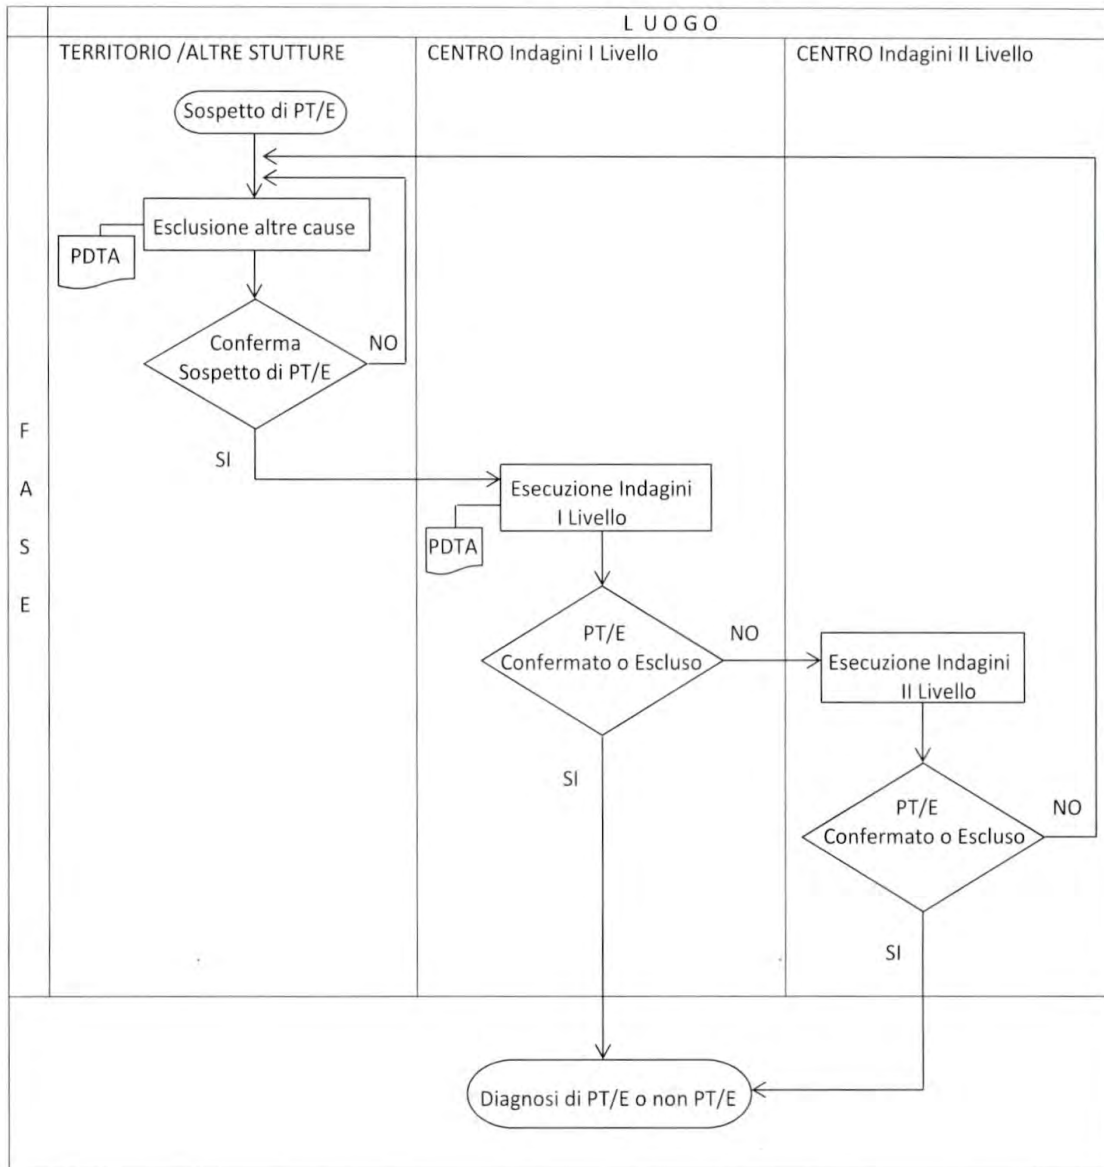 L U O G O
TERRITORIO /ALTRE STUTTURE
CENTRO Indagini I Livello
CENTRO Indagini II Livello
Sospetto di PT/E
Esclusione altre cause
PDTA
Conferma
Sospetto di PT/E
NO
SI
F
A
S
E
Esecuzione Indagini
I Livello
PDTA
PT/E
Confermato o Escluso
NO
SI
Esecuzione Indagini
II Livello
PT/E
Confermato o Escluso
NO
SI
Diagnosi di PT/E o non PT/E